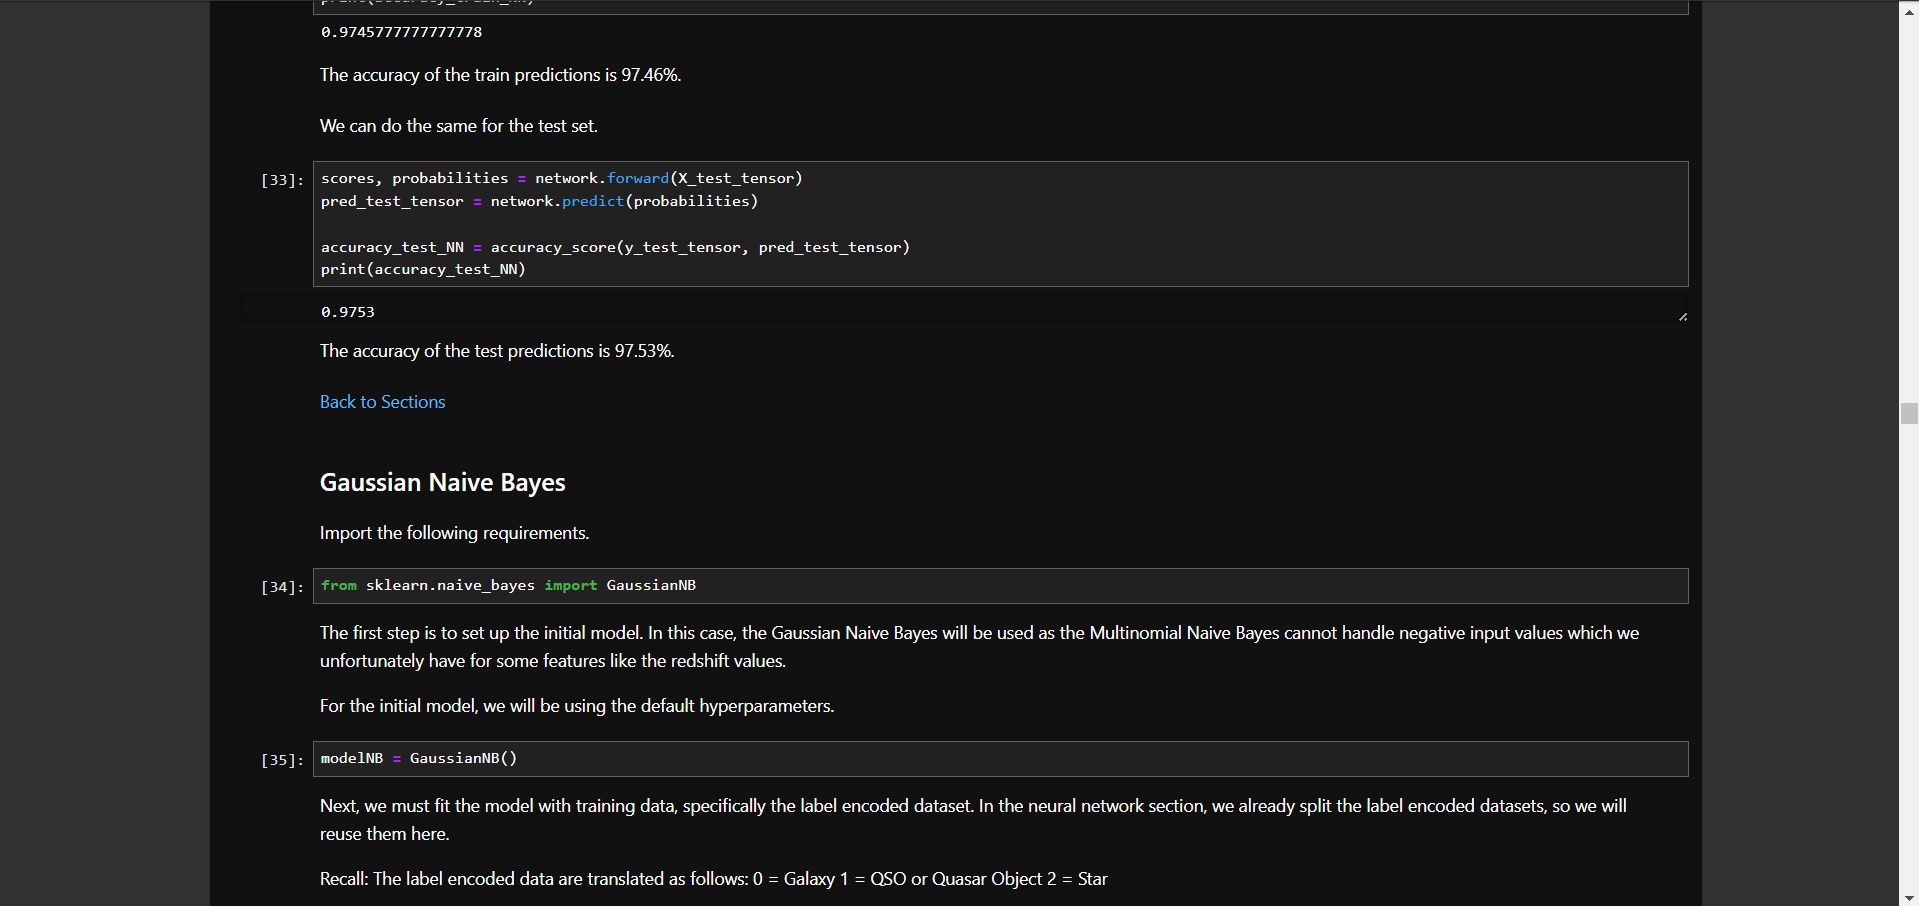 0.9745777777777778
The accuracy of the train predictions is 97.46%.
We can do the same for the test set.
[33]:
scores, probabilities = network.forward(X_test_tensor)
pred_test_tensor = network.predict(probabilities)
accuracy_test_NN = accuracy_score(y_test_tensor, pred_test_tensor)
print(accuracy_test_NN)
0.9753
The accuracy of the test predictions is 97.53%.
Back to Sections
Gaussian Naive Bayes
Import the following requirements.
[34]:
from sklearn.naive_bayes import GaussianNB
The first step is to set up the initial model. In this case, the Gaussian Naive Bayes will be used as the Multinomial Naive Bayes cannot handle negative input values which we
unfortunately have for some features like the redshift values.
For the initial model, we will be using the default hyperparameters.
[35]:
modelNB = GaussianNB()
Next, we must fit the model with training data, specifically the label encoded dataset. In the neural network section, we already split the label encoded datasets, so we will
reuse them here.
Recall: The label encoded data are translated as follows: 0 = Galaxy 1 = QSO or Quasar Object 2 = Star